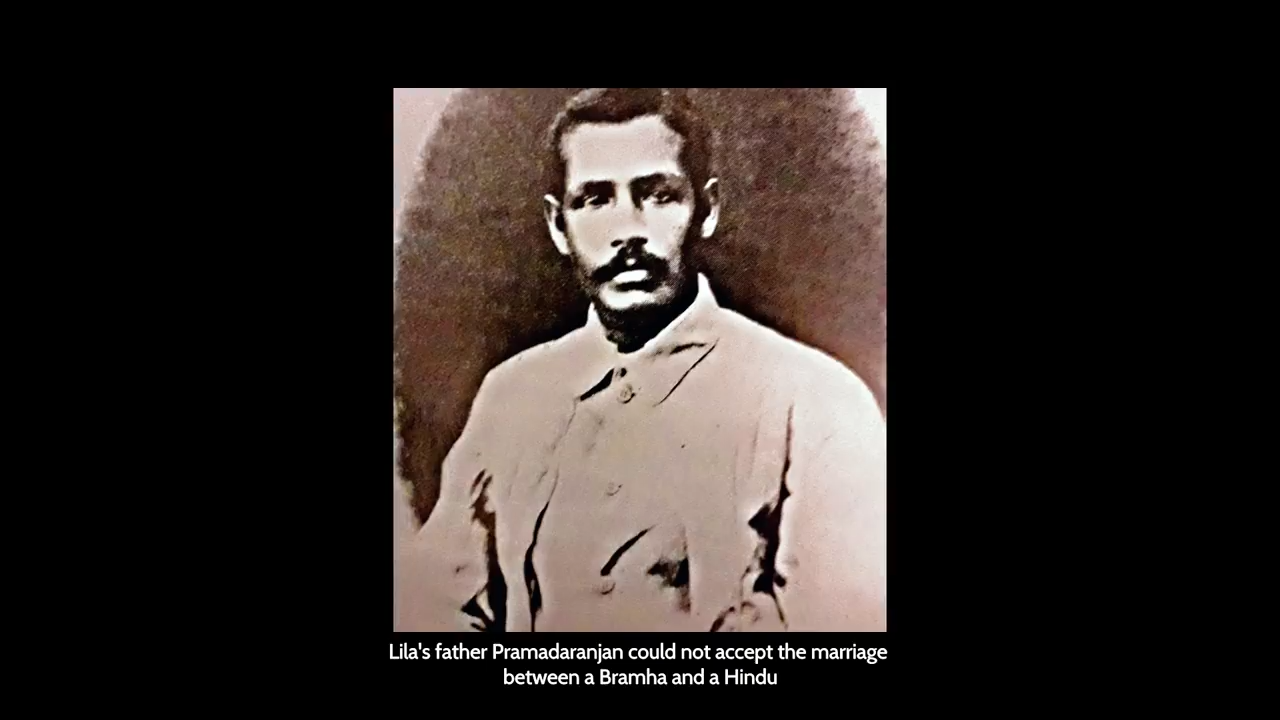 Lila's father Pramadaranjan could not accept the marriage
between a Bramha and a Hindu